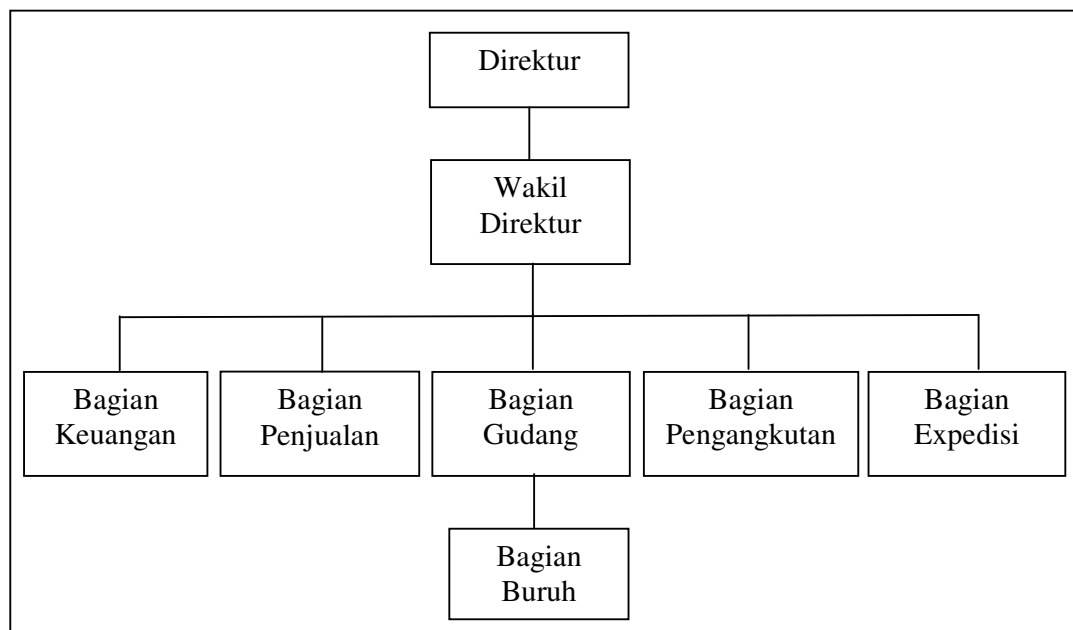 Direktur
Wakil
Direktur
Bagian
Keuangan
Bagian
Penjualan
Bagian
Gudang
Bagian
Pengangkutan
Bagian
Expedisi
Bagian
Buruh